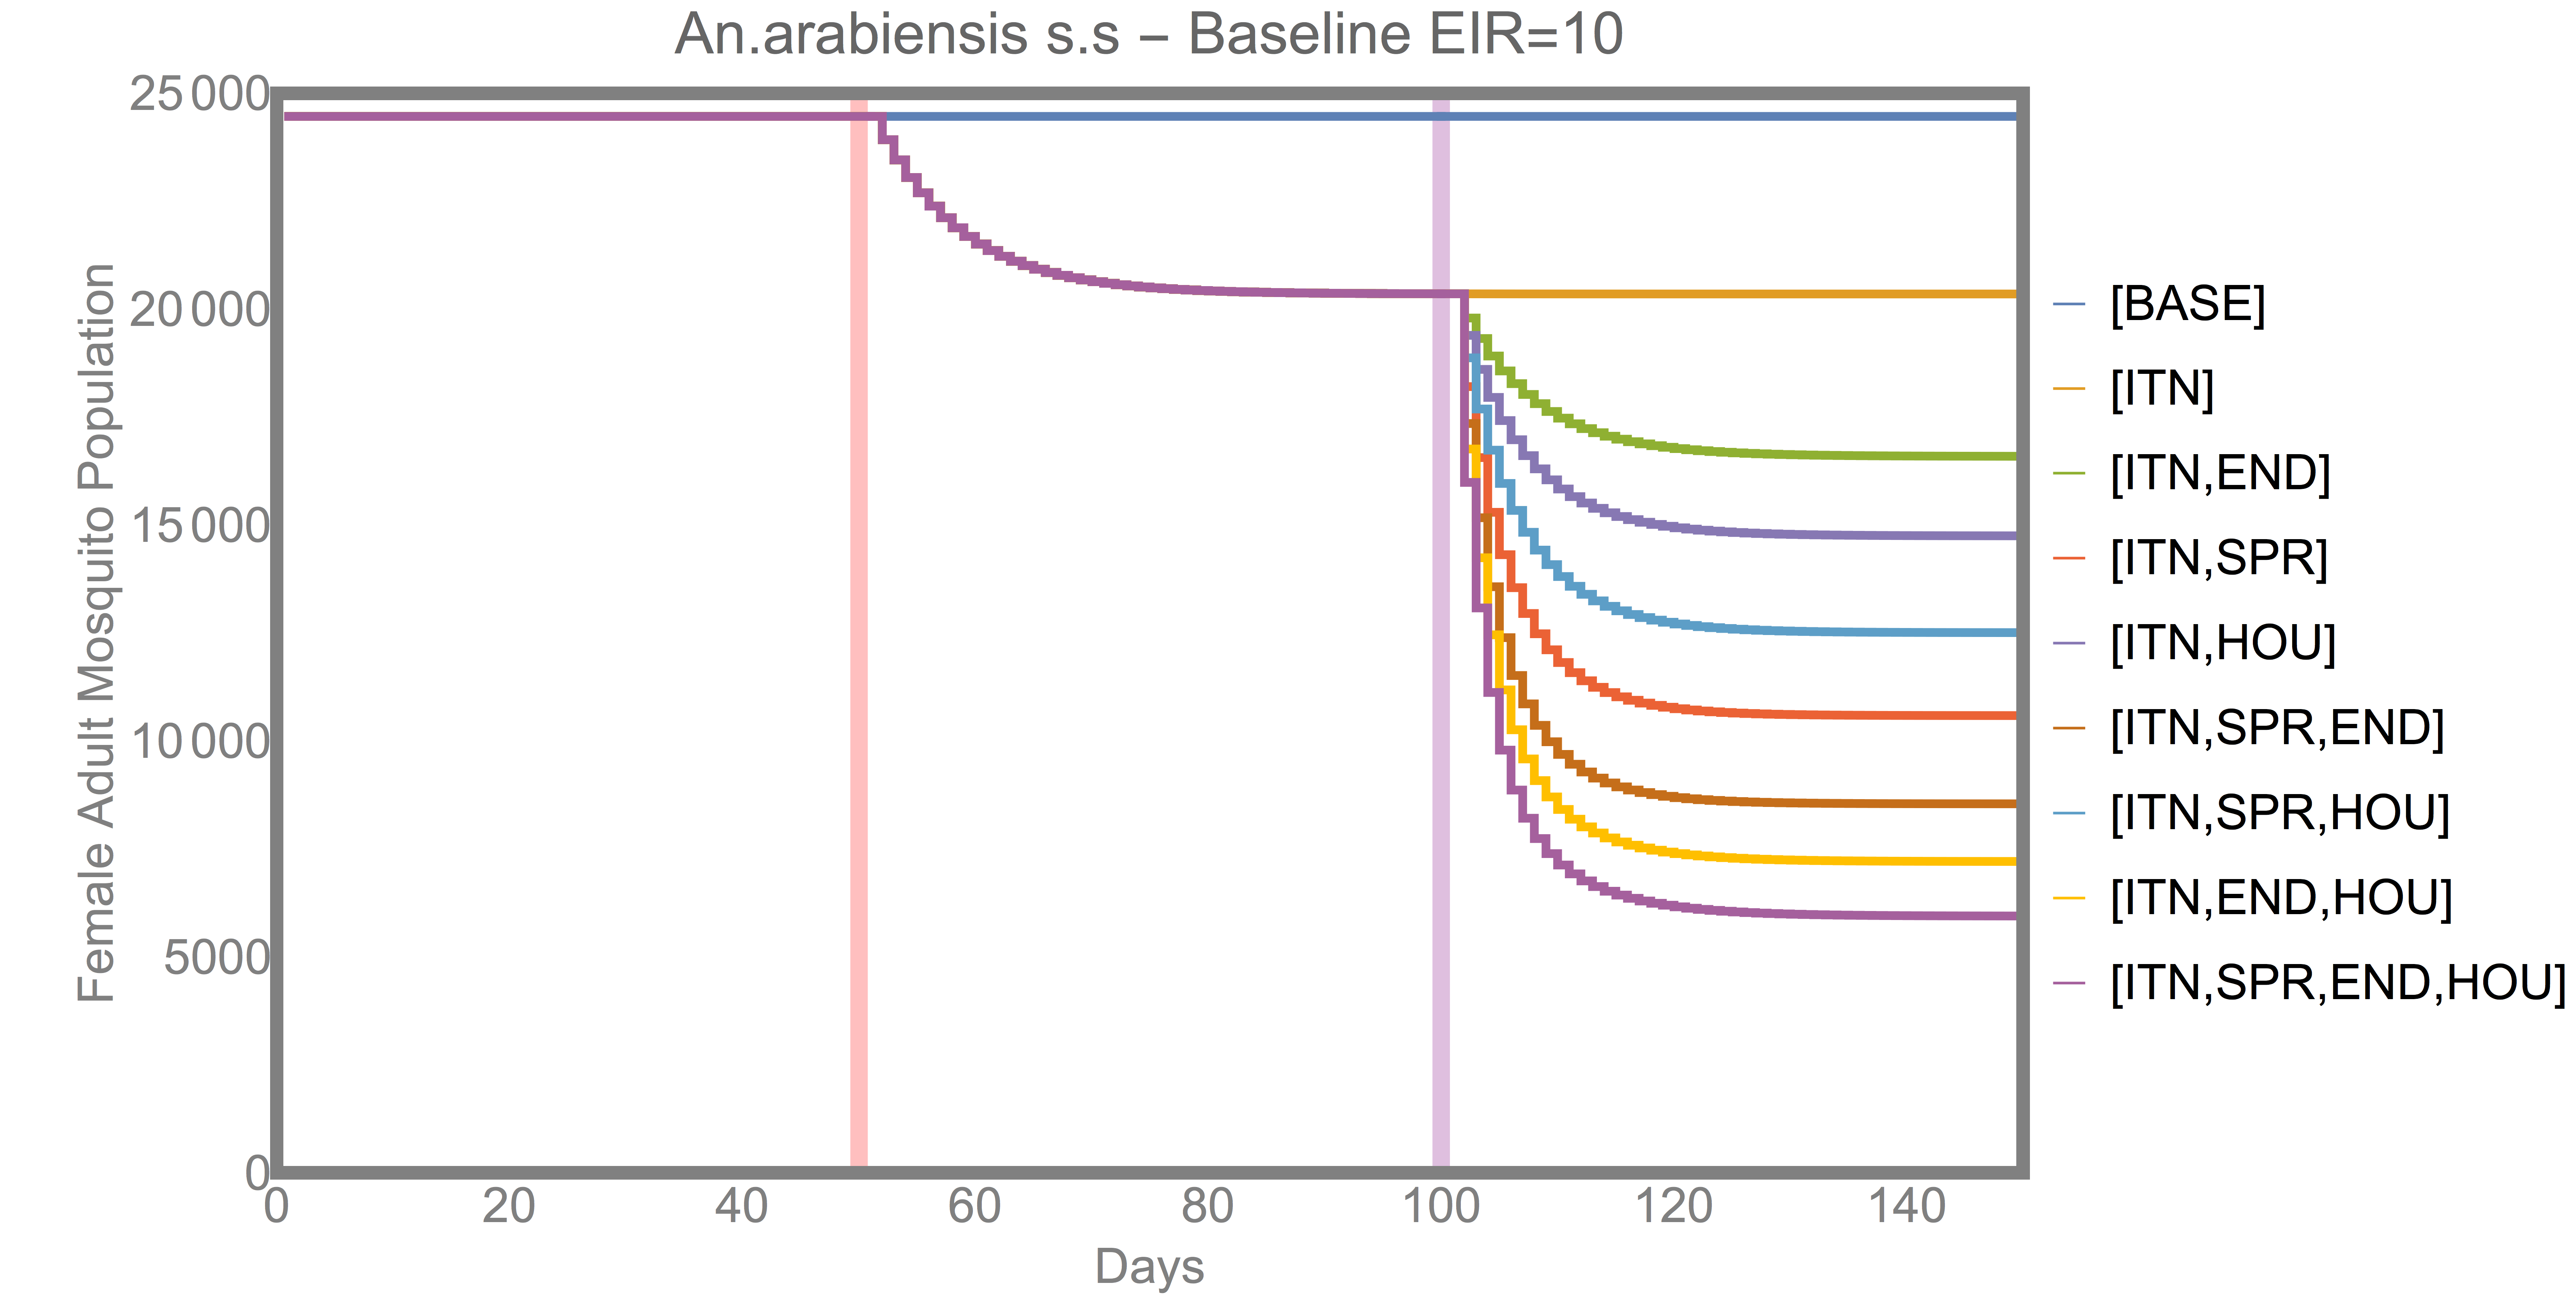 An.arabiensis s.s – Baseline EIR=10
25 000
20 000
15 000
10 000
5000
0
Female Adult Mosquito Population
0 20 40 60 80 100 120 140
Days
[BASE]
[ITN]
[ITN,END]
[ITN,SPR]
[ITN,HOU]
[ITN,SPR,END]
[ITN,SPR,HOU]
[ITN,END,HOU]
[ITN,SPR,END,HOU]